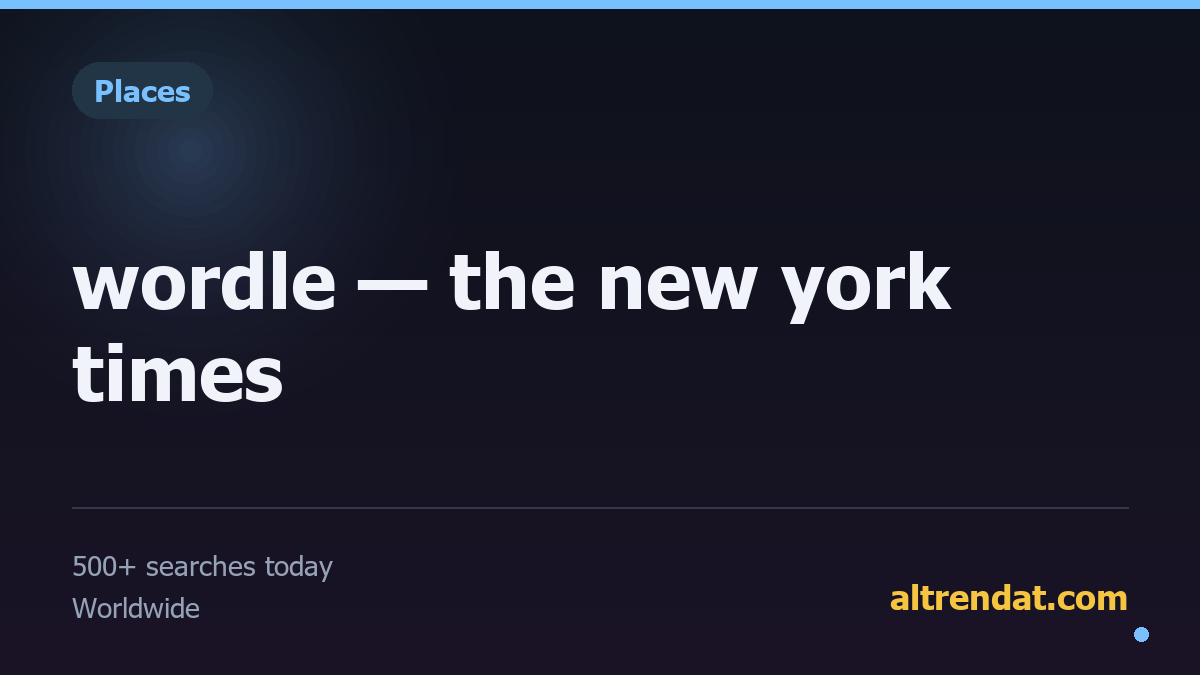 Places
wordle — the new york
times
500+ searches today
Worldwide
altrendat.com